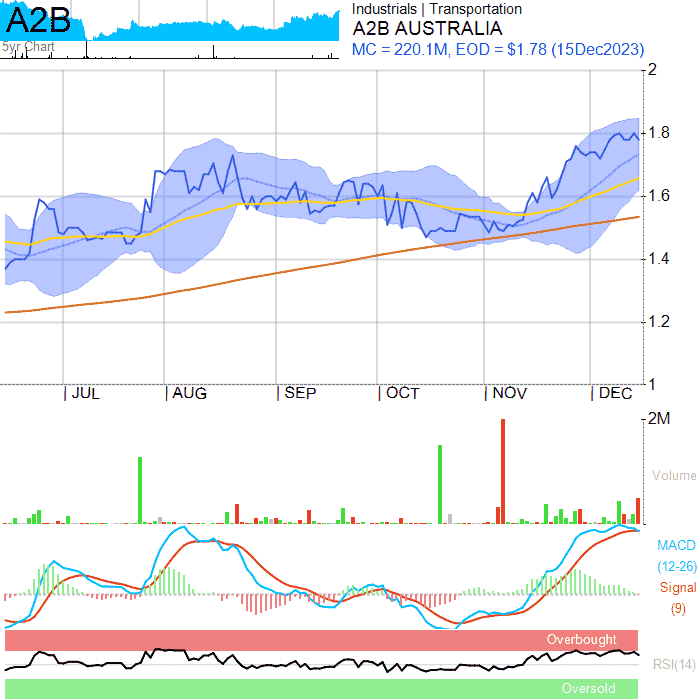 A2B
5yr Chart
Industrials | Transportation
A2B AUSTRALIA
MC = 220.1M, EOD = $1.78 (15Dec2023)
2
1.8
1.6
1.4
1.2
1
JUL AUG SEP OCT NOV DEC
2M
Volume
MACD
(12-26)
Signal
(9)
Overbought
RSI(14)
Oversold